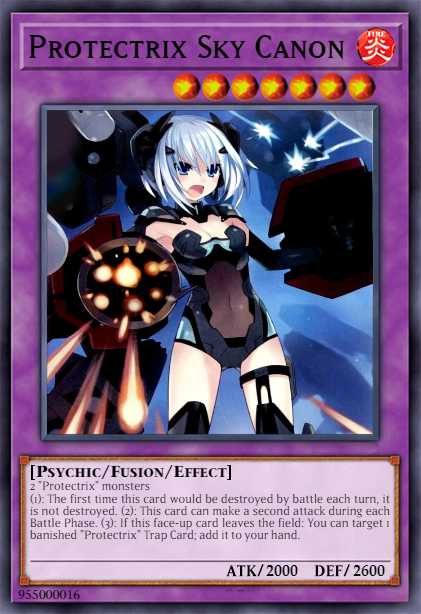 Protectrix Sky Canon
FIRE
炎
[Psychic/Fusion/Effect]
2 "Protectrix" monsters
(1): The first time this card would be destroyed by battle each turn, it
is not destroyed. (2): This card can make a second attack during each
Battle Phase. (3): If this face-up card leaves the field: You can target 1
banished "Protectrix" Trap Card; add it to your hand.
ATK/2000 DEF/2600
955000016